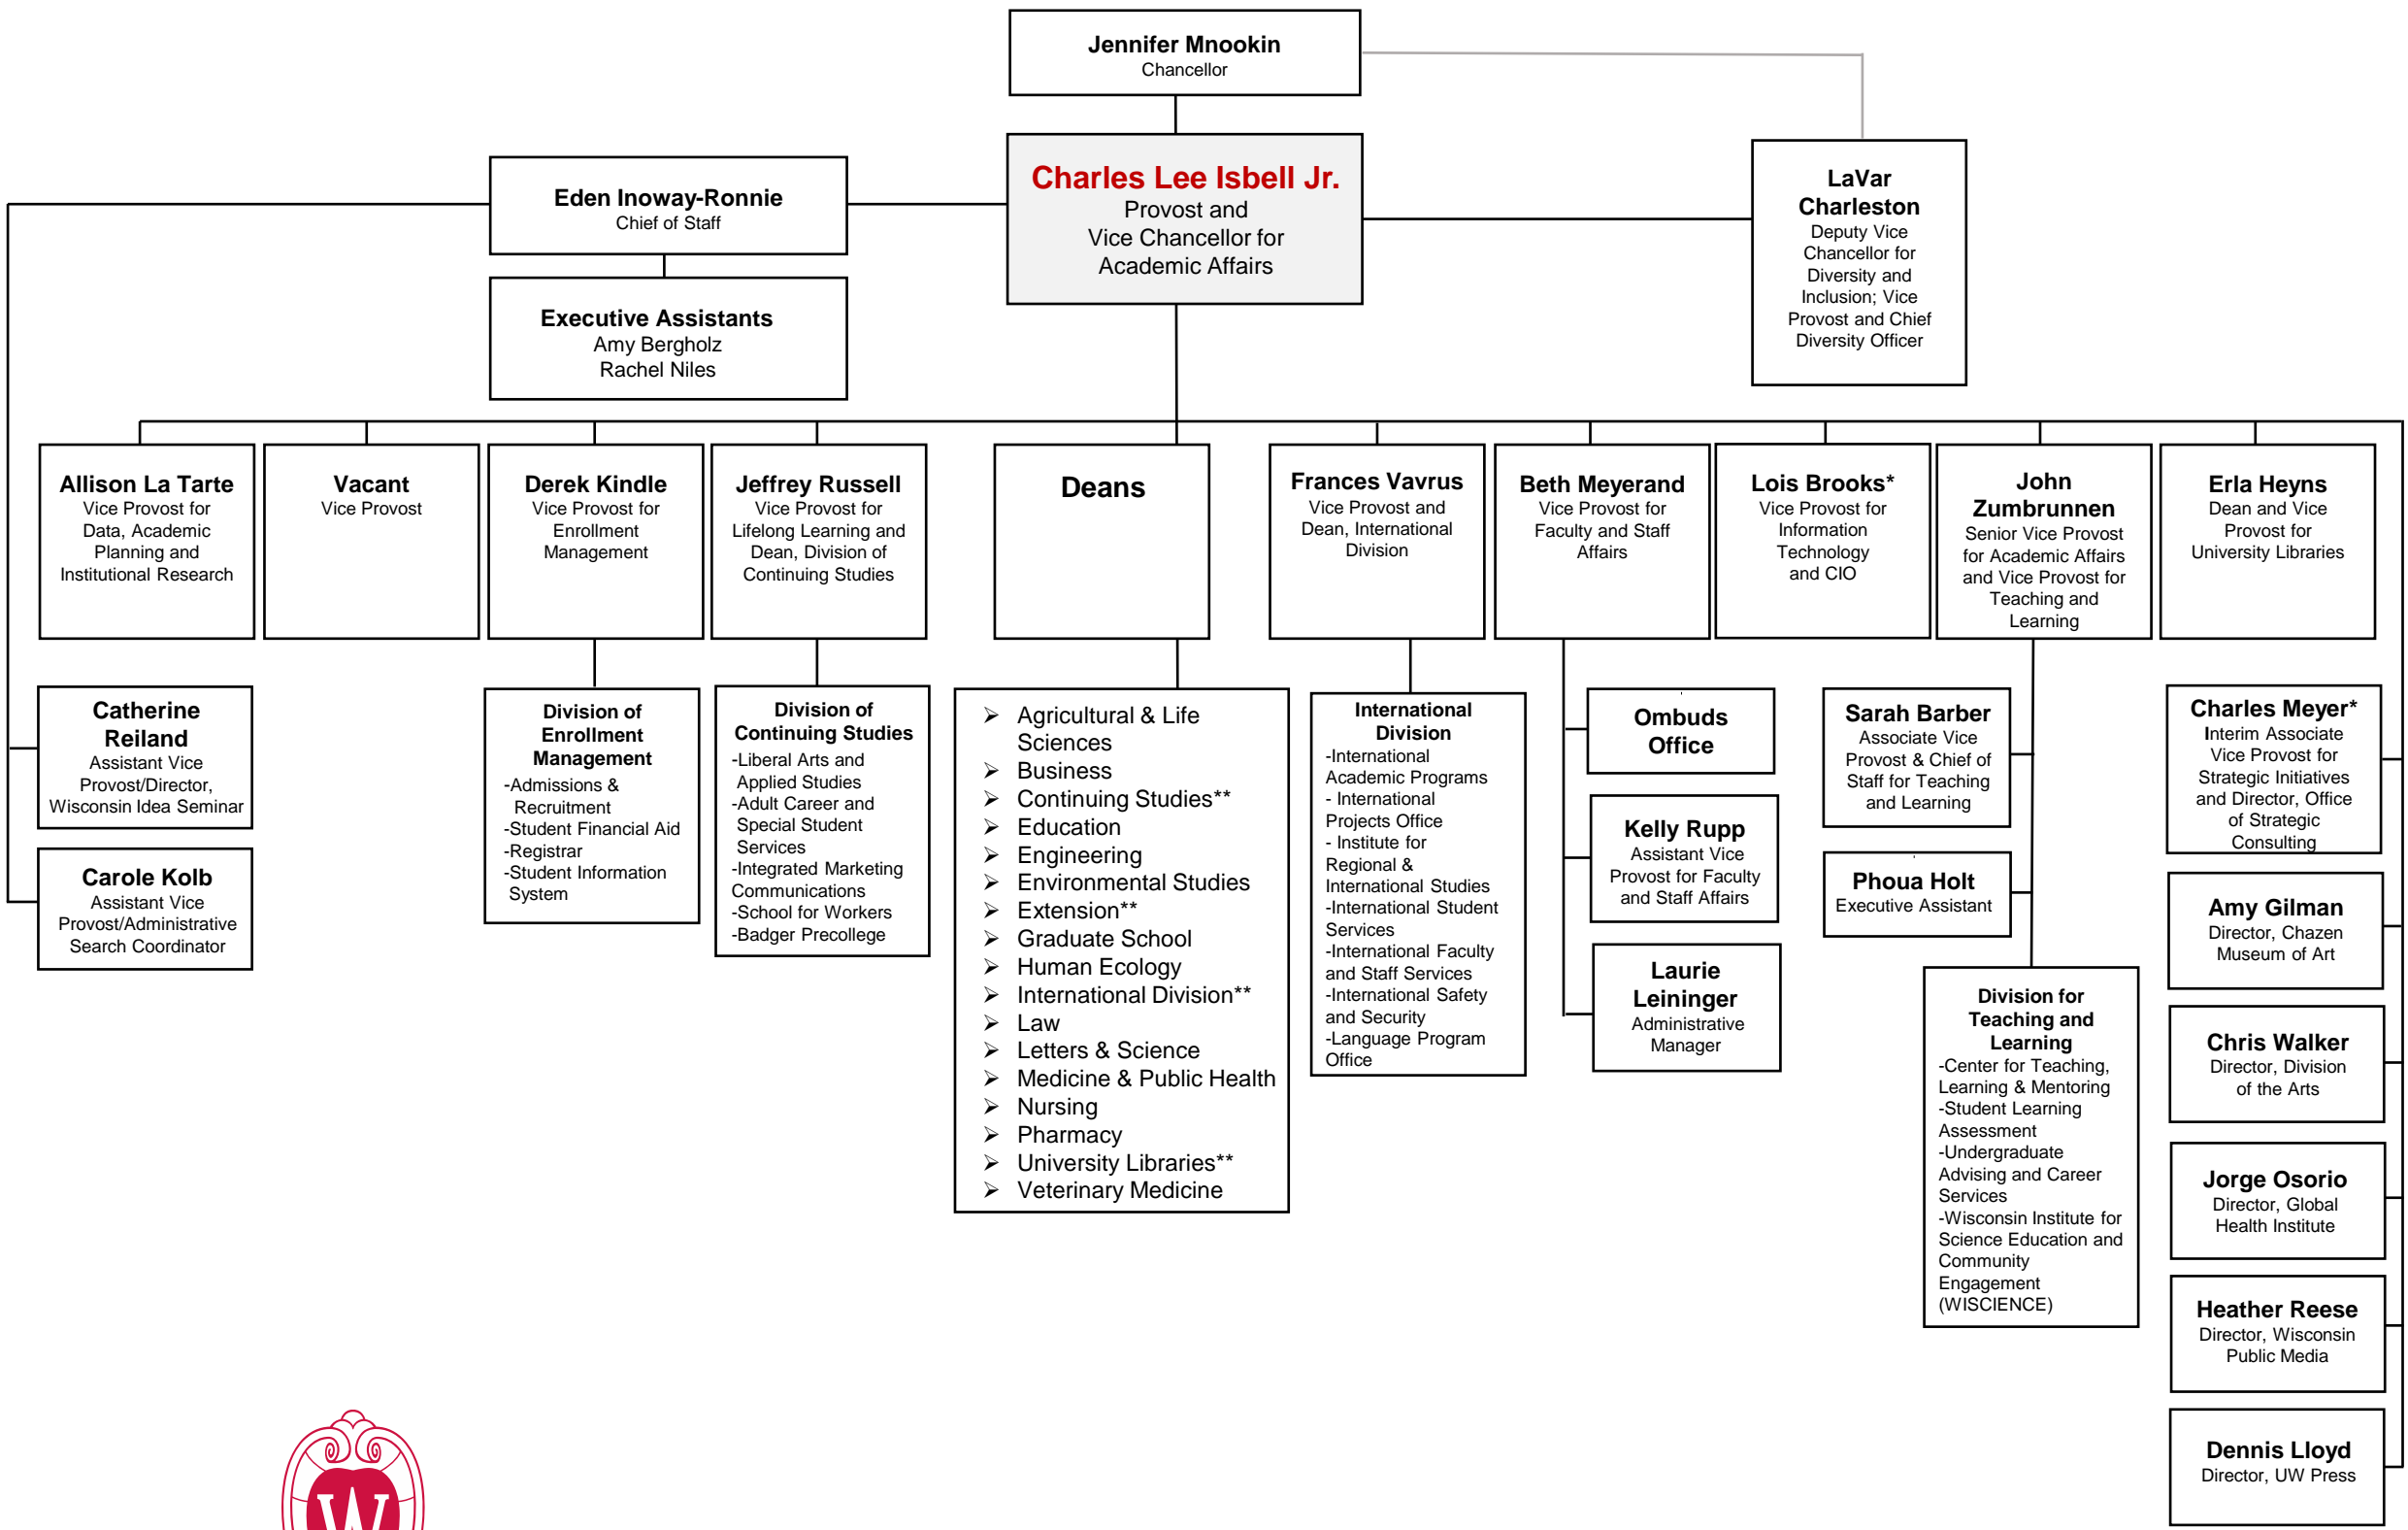 Jennifer Mnookin
Chancellor
Charles Lee Isbell Jr.
Provost and
Vice Chancellor for
Academic Affairs
Eden Inoway-Ronnie
Chief of Staff
Executive Assistants
Amy Bergholz
Rachel Niles
LaVar
Charleston
Deputy Vice
Chancellor for
Diversity and
Inclusion; Vice
Provost and Chief
Diversity Officer
Allison La Tarte
Vice Provost for
Data, Academic
Planning and
Institutional Research
Vacant
Vice Provost
Derek Kindle
Vice Provost for
Enrollment
Management
Jeffrey Russell
Vice Provost for
Lifelong Learning and
Dean, Division of
Continuing Studies
Deans
Frances Vavrus
Vice Provost and
Dean, International
Division
Beth Meyerand
Vice Provost for
Faculty and Staff
Affairs
Lois Brooks*
Vice Provost for
Information
Technology
and CIO
John
Zumbrunnen
Senior Vice Provost
for Academic Affairs
and Vice Provost for
Teaching and
Learning
Erla Heyns
Dean and Vice
Provost for
University Libraries
Catherine
Reiland
Assistant Vice
Provost/Director,
Wisconsin Idea Seminar
Carole Kolb
Assistant Vice
Provost/Administrative
Search Coordinator
Division of
Enrollment
Management
-Admissions &
Recruitment
-Student Financial Aid
-Registrar
-Student Information
System
Division of
Continuing Studies
-Liberal Arts and
Applied Studies
-Adult Career and
Special Student
Services
-Integrated Marketing
Communications
-School for Workers
-Badger Precollege
➢ Agricultural & Life
Sciences
➢ Business
➢ Continuing Studies**
➢ Education
➢ Engineering
➢ Environmental Studies
➢ Extension**
➢ Graduate School
➢ Human Ecology
➢ International Division**
➢ Law
➢ Letters & Science
➢ Medicine & Public Health
➢ Nursing
➢ Pharmacy
➢ University Libraries**
➢ Veterinary Medicine
International
Division
-International
Academic Programs
- International
Projects Office
- Institute for
Regional &
International Studies
-International Student
Services
-International Faculty
and Staff Services
-International Safety
and Security
-Language Program
Office
Ombuds
Office
Kelly Rupp
Assistant Vice
Provost for Faculty
and Staff Affairs
Laurie
Leininger
Administrative
Manager
Sarah Barber
Associate Vice
Provost & Chief of
Staff for Teaching
and Learning
Phoua Holt
Executive Assistant
Division for
Teaching and
Learning
-Center for Teaching,
Learning & Mentoring
-Student Learning
Assessment
-Undergraduate
Advising and Career
Services
-Wisconsin Institute for
Science Education and
Community
Engagement
(WISCIENCE)
Charles Meyer*
Interim Associate
Vice Provost for
Strategic Initiatives
and Director, Office
of Strategic
Consulting
Amy Gilman
Director, Chazen
Museum of Art
Chris Walker
Director, Division
of the Arts
Jorge Osorio
Director, Global
Health Institute
Heather Reese
Director, Wisconsin
Public Media
Dennis Lloyd
Director, UW Press
W